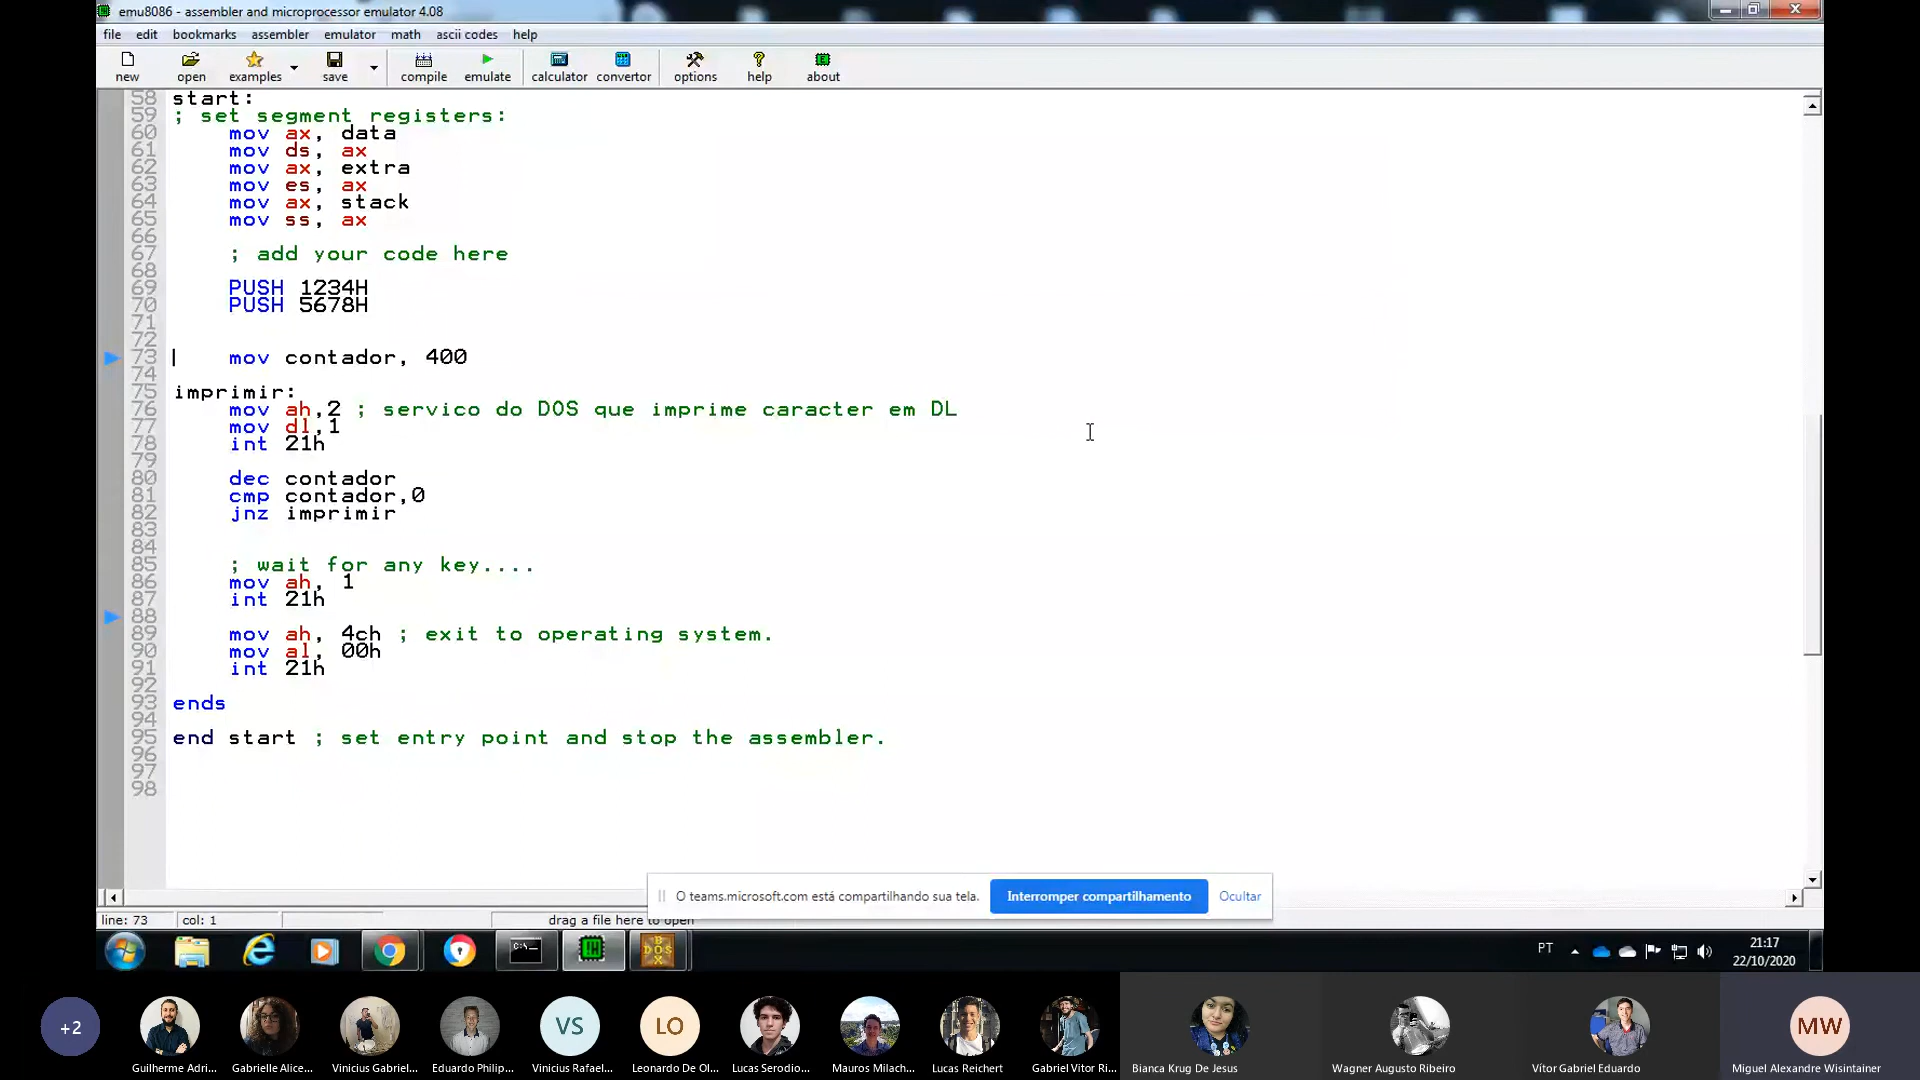 emu8086 - assembler and microprocessor emulator 4.08
file edit bookmarks assembler emulator math ascii codes help
new open examples save compile emulate calculator convertor options help about
58 start:
59 ; set segment registers:
60 mov ax, data
61 mov ds, ax
62 mov ax, extra
63 mov es, ax
64 mov ax, stack
65 mov ss, ax
66
67 ; add your code here
68
69 PUSH 1234H
70 PUSH 5678H
71
72
73 mov contador, 400
74
75 imprimir:
76 mov ah,2 ; servico do DOS que imprime caracter em DL
77 mov dl,1
78 int 21h
79
80 dec contador
81 cmp contador,0
82 jnz imprimir
83
84
85 ; wait for any key....
86 mov ah, 1
87 int 21h
88
89 mov ah, 4ch ; exit to operating system.
90 mov al, 00h
91 int 21h
92
93 ends
94
95 end start ; set entry point and stop the assembler.
96
97
98
O teams.microsoft.com está compartilhando sua tela. Interromper compartilhamento Ocultar
line: 73 col: 1 drag a file here to open
C:\_ DOS BOX PT 21:17
22/10/2020
+2 VS LO MW
Guilherme Adri... Gabrielle Alice... Vinicius Gabriel... Eduardo Philip... Vinicius Rafael... Leonardo De Ol... Lucas Serodio... Mauros Milach... Lucas Reichert Gabriel Vitor Ri... Bianca Krug De Jesus Wagner Augusto Ribeiro Vítor Gabriel Eduardo Miguel Alexandre Wisintainer